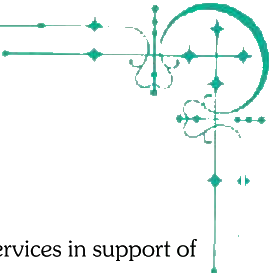 ervices in support of